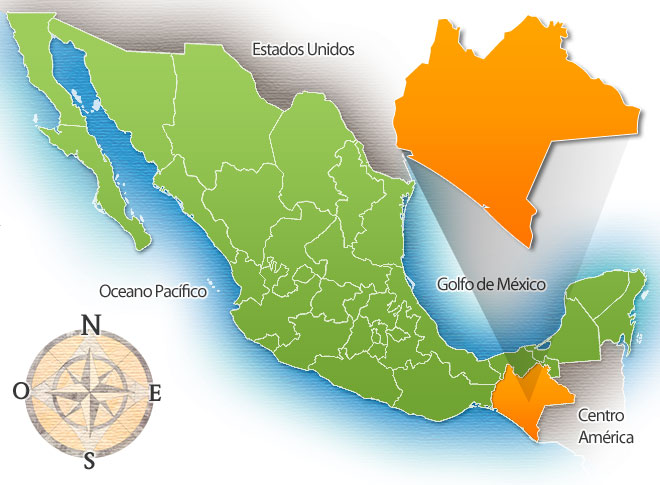 Estados Unidos
Golfo de México
Oceano Pacífico
N
O
E
S
Centro
América